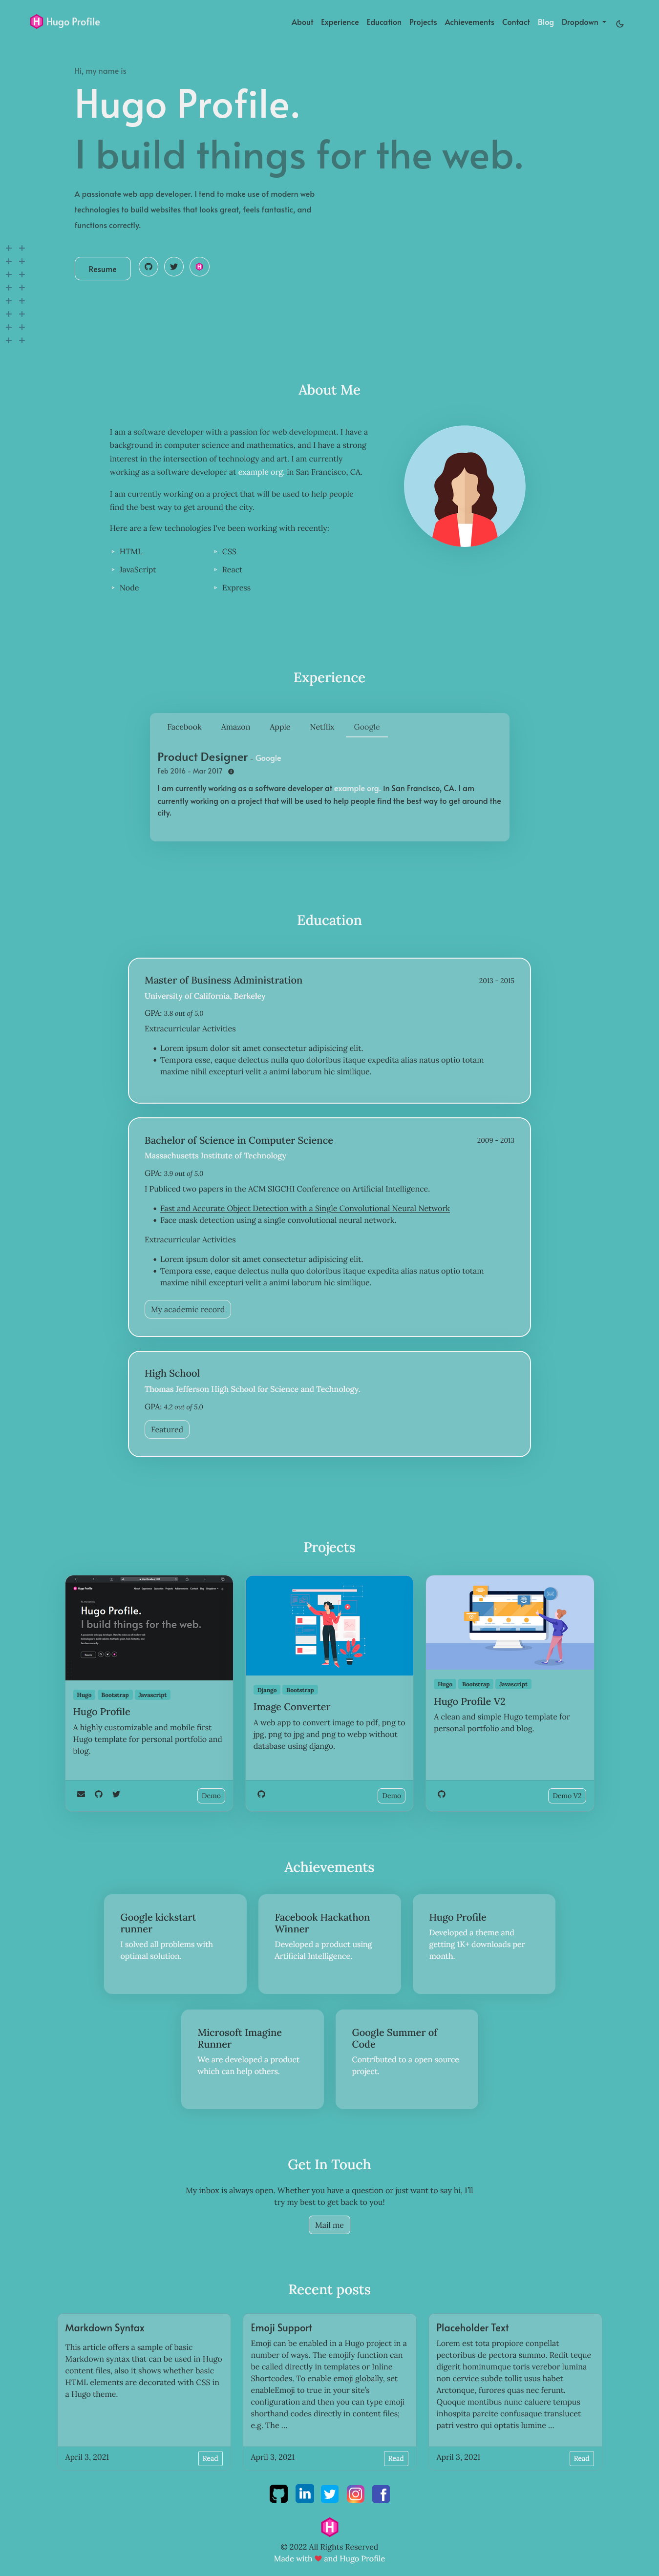 Hugo Profile
About Experience Education Projects Achievements Contact Blog Dropdown
Hi, my name is
Hugo Profile.
I build things for the web.
A passionate web app developer. I tend to make use of modern web
technologies to build websites that looks great, feels fantastic, and
functions correctly.
Resume
About Me
I am a software developer with a passion for web development. I have a
background in computer science and mathematics, and I have a strong
interest in the intersection of technology and art. I am currently
working as a software developer at example org. in San Francisco, CA.
I am currently working on a project that will be used to help people
find the best way to get around the city.
Here are a few technologies I've been working with recently:
HTML
CSS
JavaScript
React
Node
Express
Experience
Facebook Amazon Apple Netflix Google
Product Designer - Google
Feb 2016 - Mar 2017
I am currently working as a software developer at example org. in San Francisco, CA. I am
currently working on a project that will be used to help people find the best way to get around the
city.
Education
Master of Business Administration
2013 - 2015
University of California, Berkeley
GPA: 3.8 out of 5.0
Extracurricular Activities
Lorem ipsum dolor sit amet consectetur adipisicing elit.
Tempora esse, eaque delectus nulla quo doloribus itaque expedita alias natus optio totam
maxime nihil excepturi velit a animi laborum hic similique.
Bachelor of Science in Computer Science
2009 - 2013
Massachusetts Institute of Technology
GPA: 3.9 out of 5.0
I Publiced two papers in the ACM SIGCHI Conference on Artificial Intelligence.
Fast and Accurate Object Detection with a Single Convolutional Neural Network
Face mask detection using a single convolutional neural network.
Extracurricular Activities
Lorem ipsum dolor sit amet consectetur adipisicing elit.
Tempora esse, eaque delectus nulla quo doloribus itaque expedita alias natus optio totam
maxime nihil excepturi velit a animi laborum hic similique.
My academic record
High School
Thomas Jefferson High School for Science and Technology.
GPA: 4.2 out of 5.0
Featured
Projects
Hugo Profile.
I build things for the web.
Hugo Bootstrap Javascript
Hugo Profile
A highly customizable and mobile first
Hugo template for personal portfolio and
blog.
Demo
Django Bootstrap
Image Converter
A web app to convert image to pdf, png to
jpg, png to jpg and png to webp without
database using django.
Demo
Hugo Bootstrap Javascript
Hugo Profile V2
A clean and simple Hugo template for
personal portfolio and blog.
Demo V2
Achievements
Google kickstart
runner
I solved all problems with
optimal solution.
Facebook Hackathon
Winner
Developed a product using
Artificial Intelligence.
Hugo Profile
Developed a theme and
getting 1K+ downloads per
month.
Microsoft Imagine
Runner
We are developed a product
which can help others.
Google Summer of
Code
Contributed to a open source
project.
Get In Touch
My inbox is always open. Whether you have a question or just want to say hi, I'll
try my best to get back to you!
Mail me
Recent posts
Markdown Syntax
This article offers a sample of basic
Markdown syntax that can be used in Hugo
content files, also it shows whether basic
HTML elements are decorated with CSS in
a Hugo theme.
April 3, 2021
Read
Emoji Support
Emoji can be enabled in a Hugo project in a
number of ways. The emojify function can
be called directly in templates or Inline
Shortcodes. To enable emoji globally, set
enableEmoji to true in your site's
configuration and then you can type emoji
shorthand codes directly in content files;
e.g. The ...
April 3, 2021
Read
Placeholder Text
Lorem est tota propiore conpellat
pectoribus de pectora summo. Redit teque
digerit hominumque toris verebor lumina
non cervice subde tollit usus habet
Arctonque, furores quas nec ferunt.
Quoque montibus nunc caluere tempus
inhospita parcite confusaque translucet
patri vestro qui optatis lumine ...
April 3, 2021
Read
© 2022 All Rights Reserved
Made with ❤ and Hugo Profile